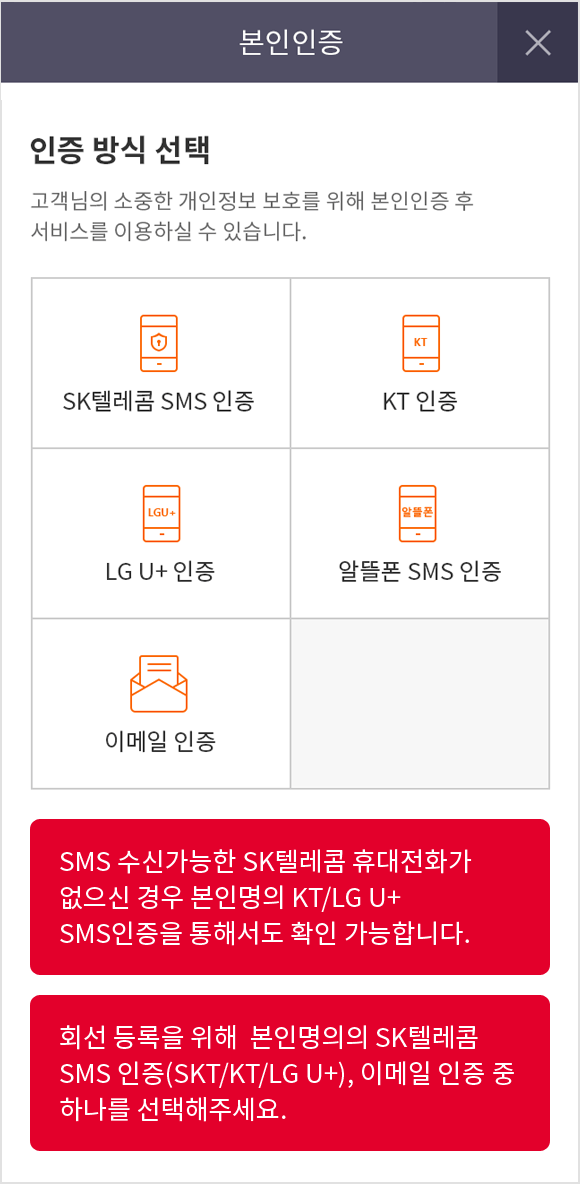 본인인증
인증 방식 선택
고객님의 소중한 개인정보 보호를 위해 본인인증 후
서비스를 이용하실 수 있습니다.
KT
SK텔레콤 SMS 인증
KT 인증
LGU+
알뜰폰
LG U+ 인증
알뜰폰 SMS 인증
이메일 인증
SMS 수신가능한 SK텔레콤 휴대전화가
없으신 경우 본인명의 KT/LG U+
SMS인증을 통해서도 확인 가능합니다.
회선 등록을 위해 본인명의의 SK텔레콤
SMS 인증(SKT/KT/LG U+), 이메일 인증 중
하나를 선택해주세요.